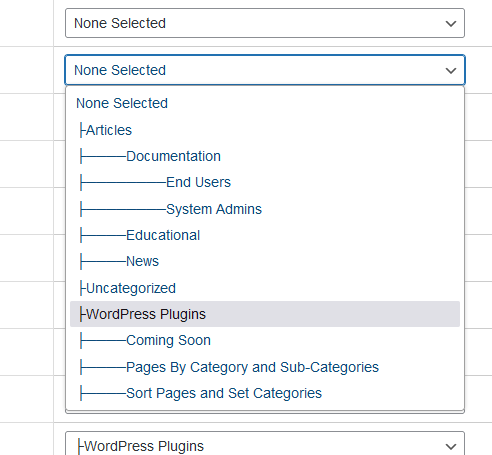 None Selected
None Selected
None Selected
├Articles
├───Documentation
├──────End Users
├──────System Admins
├───Educational
├───News
├Uncategorized
├WordPress Plugins
├───Coming Soon
├───Pages By Category and Sub-Categories
├───Sort Pages and Set Categories
├WordPress Plugins